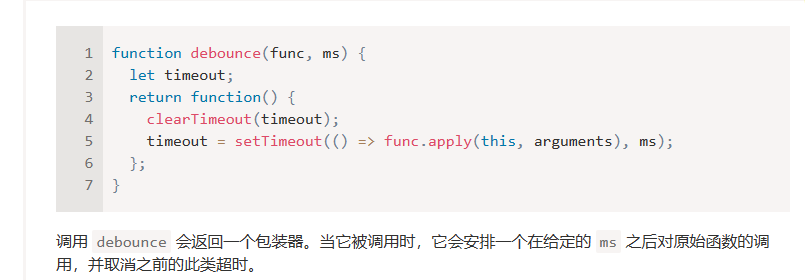 1 function debounce(func, ms) {
2   let timeout;
3   return function() {
4     clearTimeout(timeout);
5     timeout = setTimeout(() => func.apply(this, arguments), ms);
6   };
7 }
调用 debounce 会返回一个包装器。当它被调用时，它会安排一个在给定的 ms 之后对原始函数的调
用，并取消之前的此类超时。